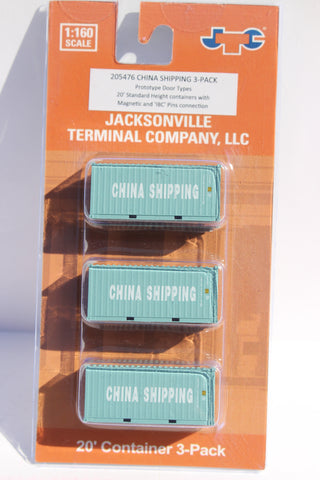 1:160
SCALE
JTC
205476 CHINA SHIPPING 3-PACK
Prototype Door Types
20' Standard Height containers with
Magnetic and 'IBC' Pins connection
JACKSONVILLE
TERMINAL COMPANY, LLC
CHINA SHIPPING
CHINA SHIPPING
CHINA SHIPPING
20' Container 3-Pack